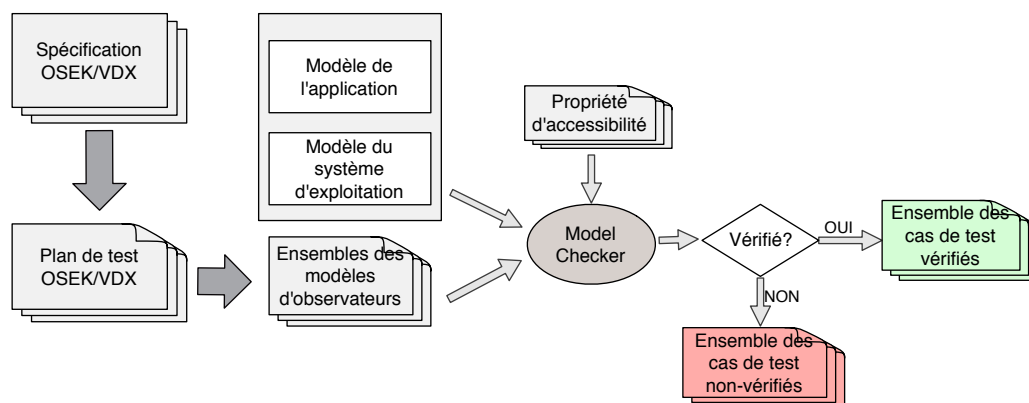 Spécification
OSEK/VDX
Modèle de
l'application
Modèle du
système
d'exploitation
Propriété
d'accessibilité
Plan de test
OSEK/VDX
Ensembles des
modèles
d'observateurs
Model
Checker
Vérifié?
OUI
Ensemble des
cas de test
vérifiés
NON
Ensemble des
cas de test
non-vérifiés